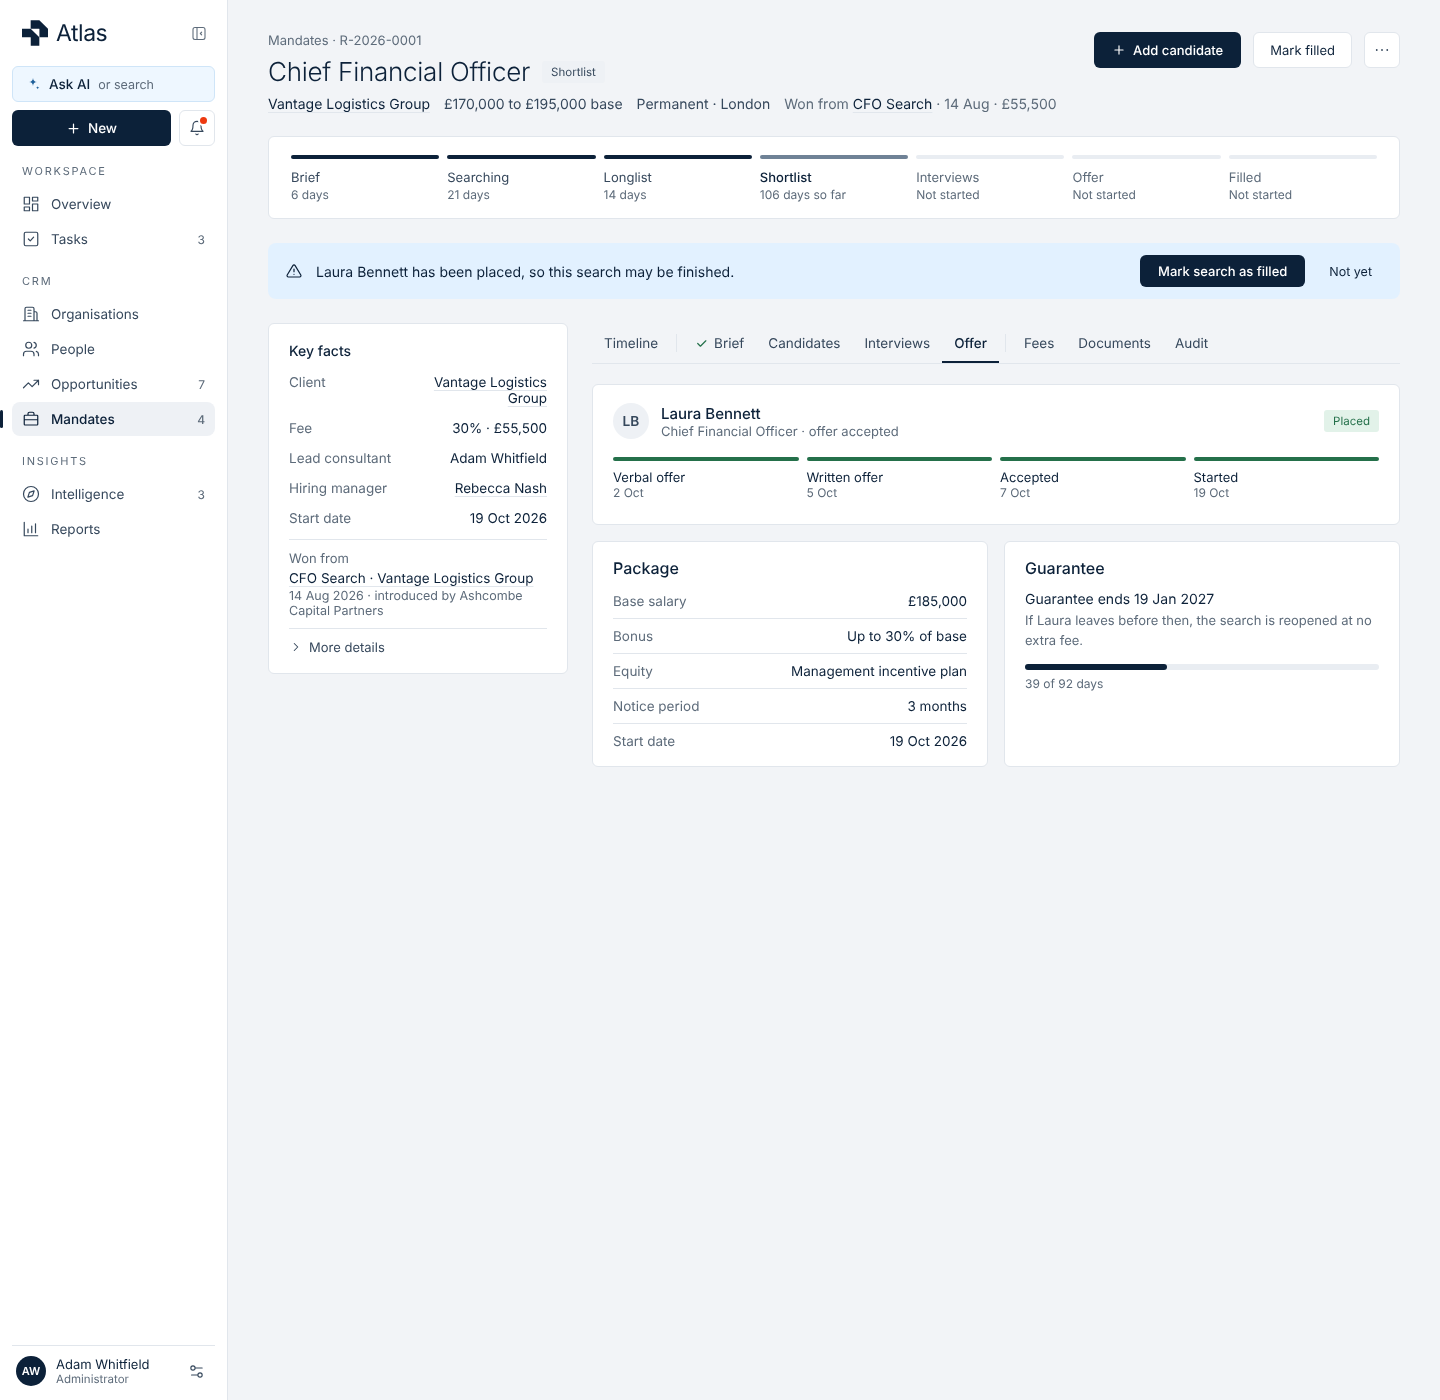 Atlas
Ask AI or search
New
WORKSPACE
Overview
Tasks 3
CRM
Organisations
People
Opportunities 7
Mandates 4
INSIGHTS
Intelligence 3
Reports
AW
Adam Whitfield
Administrator
Mandates · R-2026-0001
Chief Financial Officer Shortlist
Vantage Logistics Group £170,000 to £195,000 base Permanent · London Won from CFO Search · 14 Aug · £55,500
Add candidate Mark filled
Brief Searching Longlist Shortlist Interviews Offer Filled
6 days 21 days 14 days 106 days so far Not started Not started Not started
Laura Bennett has been placed, so this search may be finished. Mark search as filled Not yet
Key facts
Client Vantage Logistics
Group
Fee 30% · £55,500
Lead consultant Adam Whitfield
Hiring manager Rebecca Nash
Start date 19 Oct 2026
Won from
CFO Search · Vantage Logistics Group
14 Aug 2026 · introduced by Ashcombe
Capital Partners
More details
Timeline Brief Candidates Interviews Offer Fees Documents Audit
LB
Laura Bennett
Chief Financial Officer · offer accepted
Placed
Verbal offer Written offer Accepted Started
2 Oct 5 Oct 7 Oct 19 Oct
Package
Base salary £185,000
Bonus Up to 30% of base
Equity Management incentive plan
Notice period 3 months
Start date 19 Oct 2026
Guarantee
Guarantee ends 19 Jan 2027
If Laura leaves before then, the search is reopened at no
extra fee.
39 of 92 days